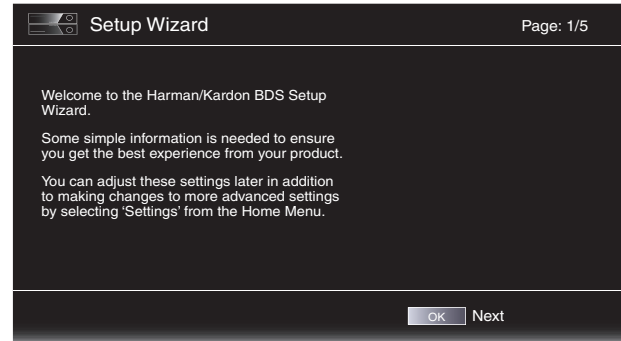 Setup Wizard
Page: 1/5
Welcome to the Harman/Kardon BDS Setup
Wizard.
Some simple information is needed to ensure
you get the best experience from your product.
You can adjust these settings later in addition
to making changes to more advanced settings
by selecting ‘Settings’ from the Home Menu.
OK Next